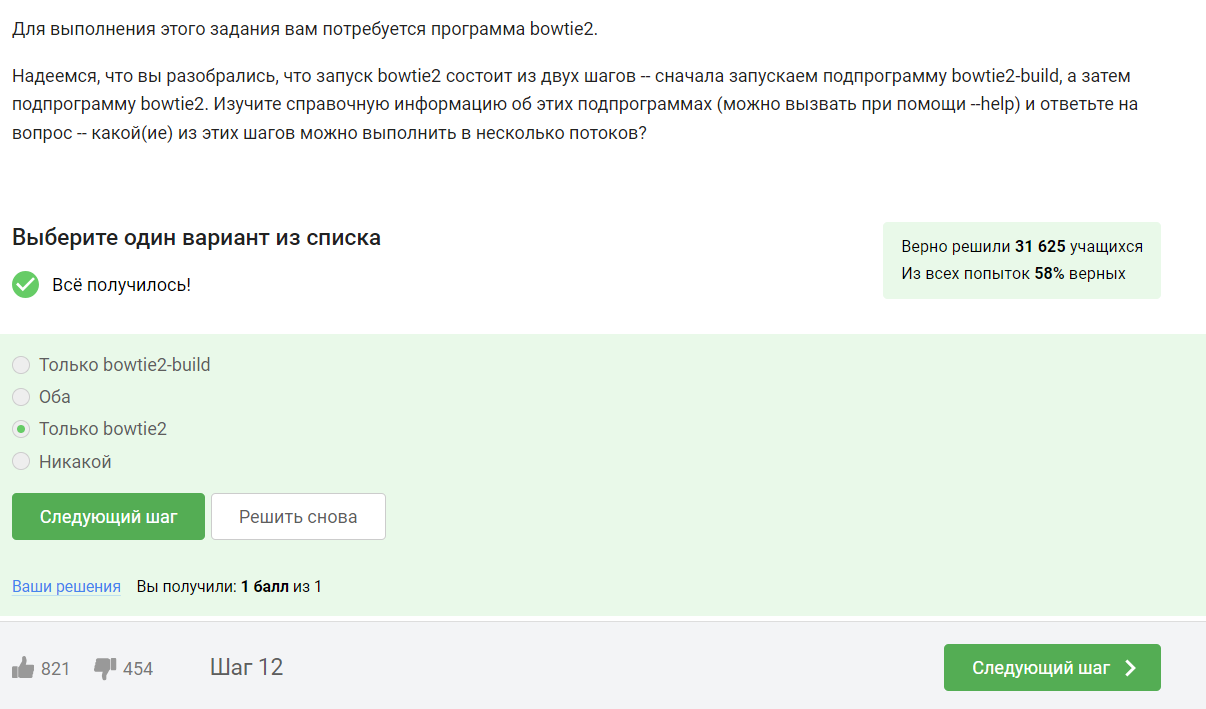 Для выполнения этого задания вам потребуется программа bowtie2.
Надеемся, что вы разобрались, что запуск bowtie2 состоит из двух шагов -- сначала запускаем подпрограмму bowtie2-build, а затем
подпрограмму bowtie2. Изучите справочную информацию об этих подпрограммах (можно вызвать при помощи --help) и ответьте на
вопрос -- какой(ие) из этих шагов можно выполнить в несколько потоков?
Выберите один вариант из списка
Всё получилось!
Верно решили 31 625 учащихся
Из всех попыток 58% верных
Только bowtie2-build
Оба
Только bowtie2
Никакой
Следующий шаг
Решить снова
Ваши решения Вы получили: 1 балл из 1
821 454 Шаг 12 Следующий шаг